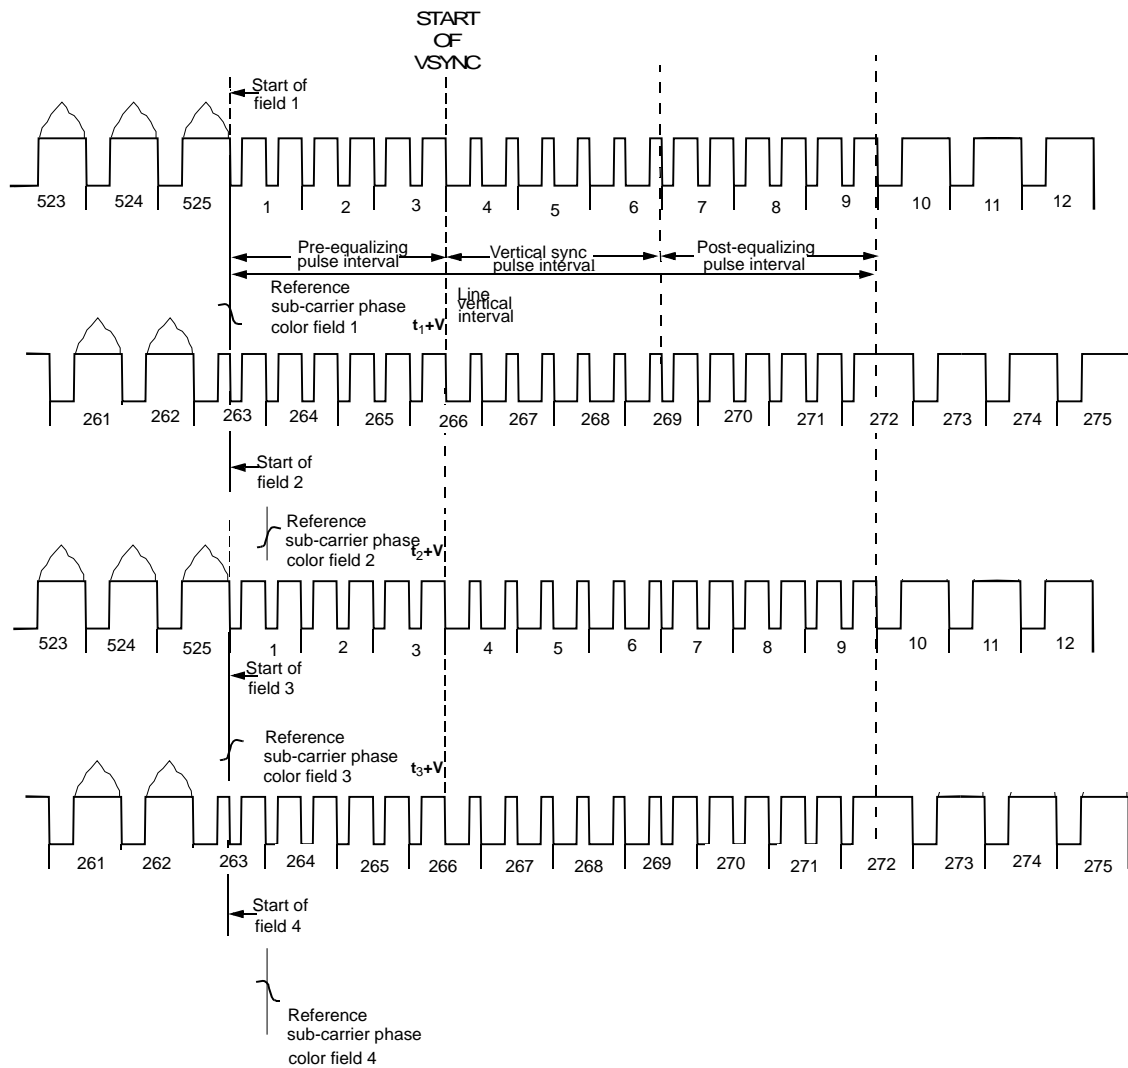 START
OF
VSYNC
Start of
field 1
523 524 525 1 2 3 4 5 6 7 8 9 10 11 12
Pre-equalizing
pulse interval
Vertical sync
pulse interval
Post-equalizing
pulse interval
Reference
sub-carrier phase
color field 1
t1+V
Line
vertical
interval
261 262 263 264 265 266 267 268 269 270 271 272 273 274 275
Start of
field 2
Reference
sub-carrier phase
color field 2
t2+V
523 524 525 1 2 3 4 5 6 7 8 9 10 11 12
Start of
field 3
Reference
sub-carrier phase
color field 3
t3+V
261 262 263 264 265 266 267 268 269 270 271 272 273 274 275
Start of
field 4
Reference
sub-carrier phase
color field 4